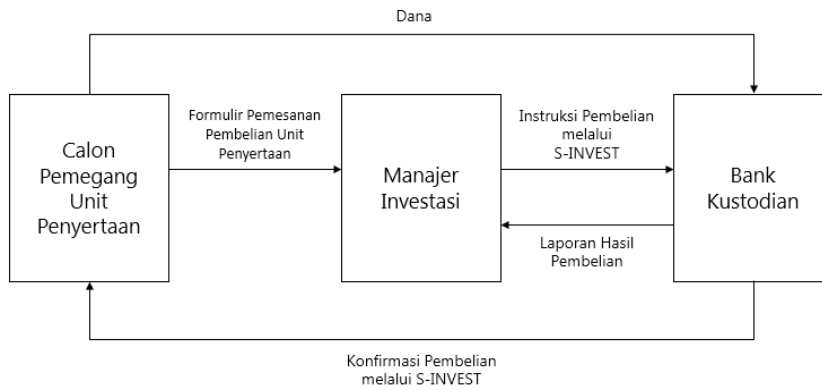 Dana
Calon
Pemegang
Unit
Penyertaan
Formulir Pemesanan
Pembelian Unit
Penyertaan
Manajer
Investasi
Instruksi Pembelian
melalui
S-INVEST
Laporan Hasil
Pembelian
Bank
Kustodian
Konfirmasi Pembelian
melalui S-INVEST